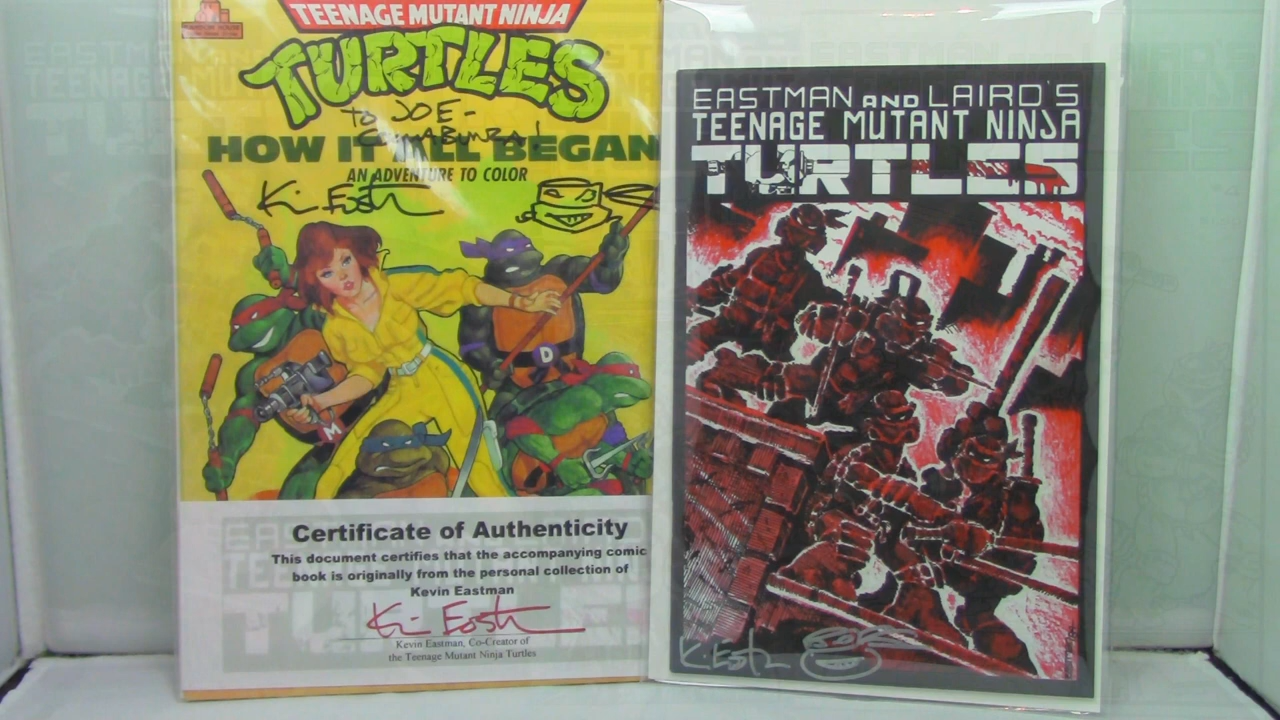 TEENAGE MUTANT NINJA
TURTLES
TO JOE-
COWABUNGA!
HOW IT ALL BEGAN
AN ADVENTURE TO COLOR
D
M
Certificate of Authenticity
This document certifies that the accompanying comic
book is originally from the personal collection of
Kevin Eastman
Kevin Eastman, Co-Creator of
the Teenage Mutant Ninja Turtles
EASTMAN AND LAIRD'S
TEENAGE MUTANT NINJA
TURTLES
K. Eastman